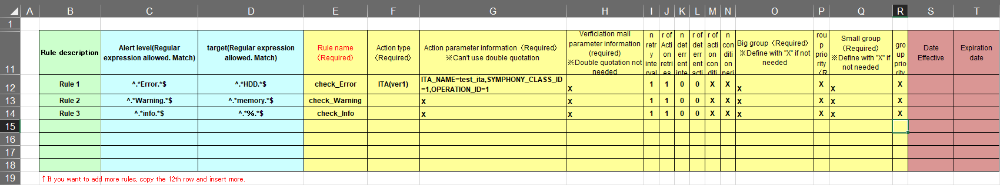 A B C D E F G H I J K L M N O P Q R S T
1
11
Rule description
Alert level(Regular
expression allowed. Match)
target(Regular expression
allowed. Match)
Rule name
(Required)
Action type
(Required)
Action parameter information (Required)
※Can't use double quotation
Verficiation mail
parameter information
(required)
※Double quotation not
needed
n
retr
y
inte
rval
r of
Acti
on
retri
es
n
det
err
ent
inte
r of
det
err
ent
acti
r of
acti
on
con
diti
n
con
diti
on
peri
Big group (Required)
※Define with "X" if not
needed
rou
p
prio
rity
(R
Small group
(Required)
※Define with "X" if
not needed
gro
up
prio
rity
Date
Effective
Expiration
date
12 Rule 1 ^.*Error.*$ ^.*HDD.*$ check_Error ITA(ver1)
ITA_NAME=test_ita,SYMPHONY_CLASS_ID
=1,OPERATION_ID=1
X 1 1 0 0 X X X X X X
13 Rule 2 ^.*Warning.*$ ^.*memory.*$ check_Warning X X 1 1 0 0 X X X X X X
14 Rule 3 ^.*info.*$ ^.*%.*$ check_Info X X 1 1 0 0 X X X X X X
15
16
17
18
19 ↑If you want to add more rules, copy the 12th row and insert more.